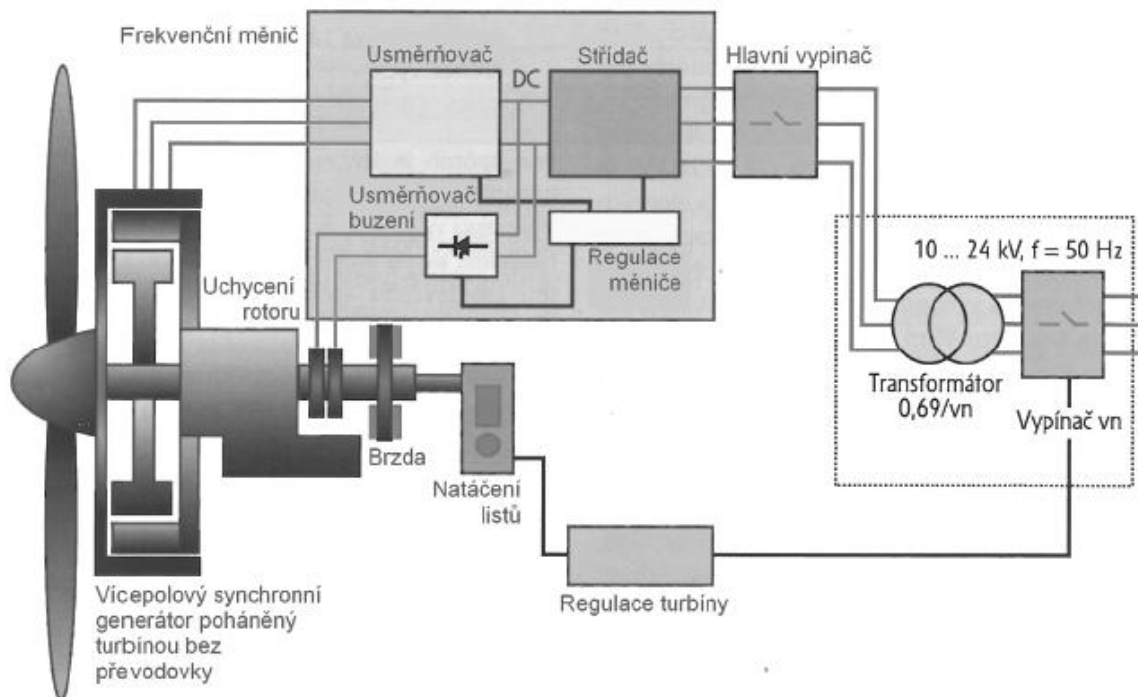 Frekvenční měnič
Usměrňovač
DC
Střídač
Hlavní vypinač
Usměrňovač
buzení
Regulace
měniče
Uchycení
rotoru
10 ... 24 kV, f = 50 Hz
Transformátor
0,69/vn
Vypínač vn
Brzda
Natáčení
listů
Regulace turbíny
Vícepolový synchronní
generátor poháněný
turbínou bez
převodovky